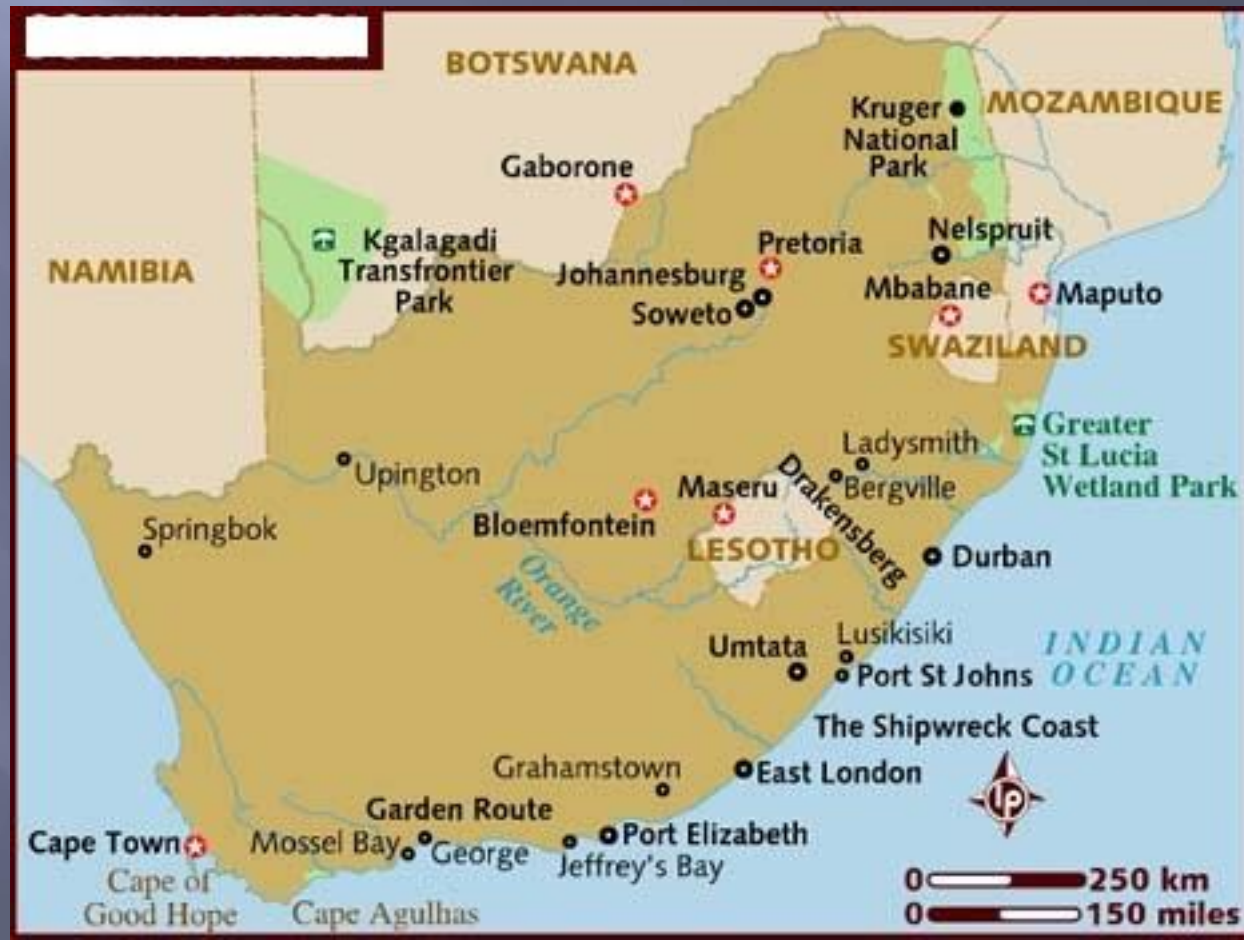 BOTSWANA
MOZAMBIQUE
Kruger
National
Park
Gaborone
Kgalagadi
Transfrontier
Park
NAMIBIA
Nelspruit
Pretoria
Johannesburg
Soweto
Mbabane
Maputo
SWAZILAND
Greater
St Lucia
Wetland Park
Ladysmith
Bergville
Drakensberg
Upington
Maseru
Bloemfontein
LESOTHO
Springbok
Durban
Orange
River
Umtata
Lusikisiki
Port St Johns
INDIAN
OCEAN
The Shipwreck Coast
Grahamstown
East London
Garden Route
Port Elizabeth
Cape Town
Mossel Bay
George
Jeffrey's Bay
Cape of
Good Hope
Cape Agulhas
LP
0 250 km
0 150 miles